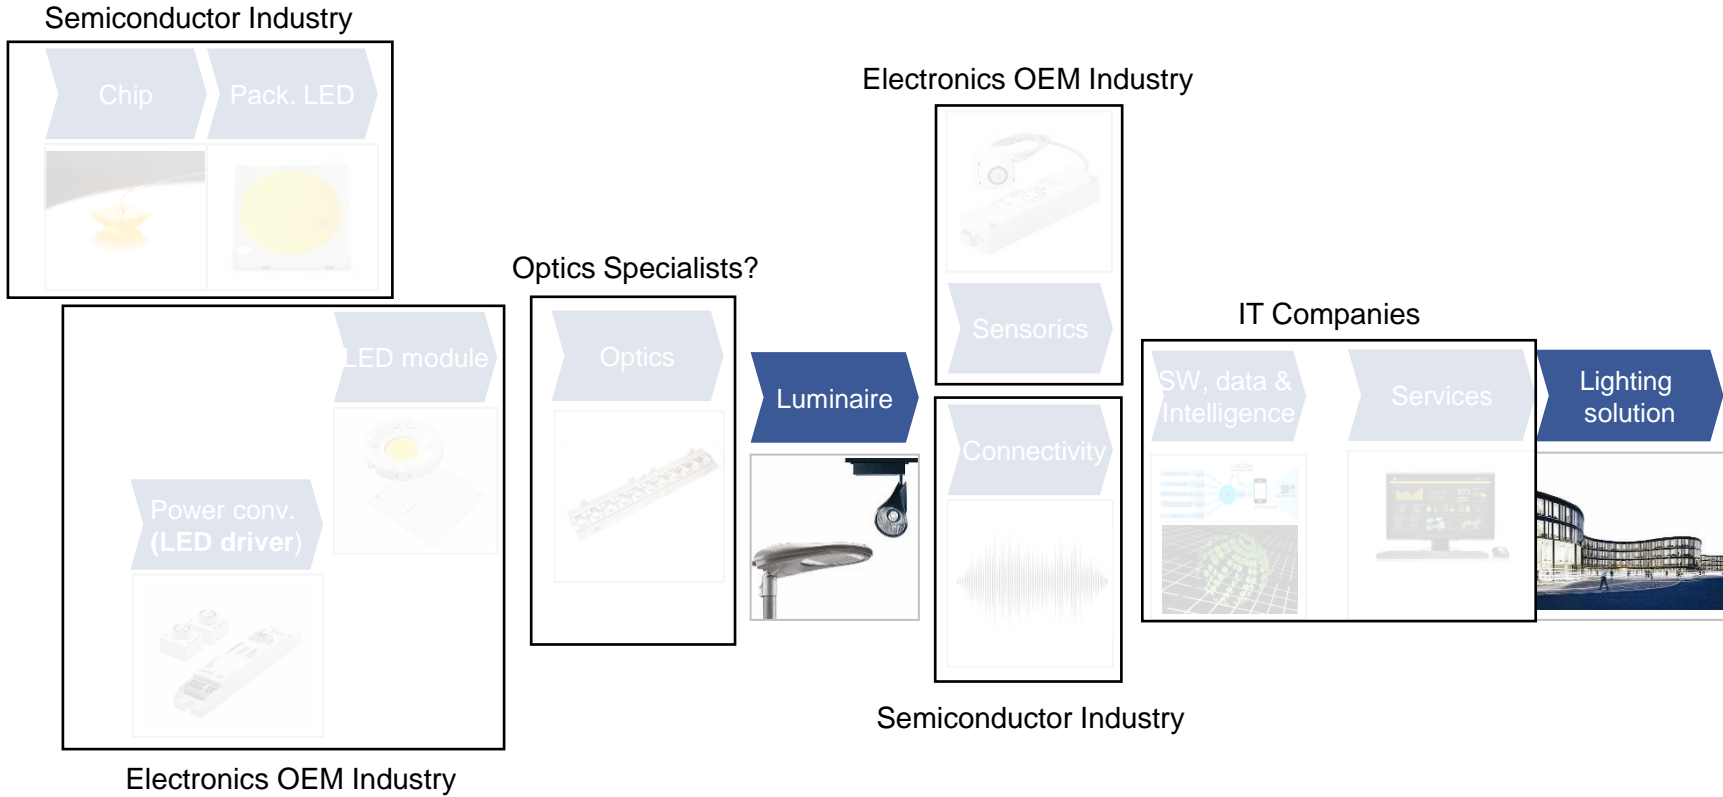 Semiconductor Industry
Chip
Pack. LED
Electronics OEM Industry
Sensorics
Optics Specialists?
Optics
LED module
Power conv.
(LED driver)
Electronics OEM Industry
Luminaire
Connectivity
Semiconductor Industry
IT Companies
SW, data &
Intelligence
Services
Lighting
solution